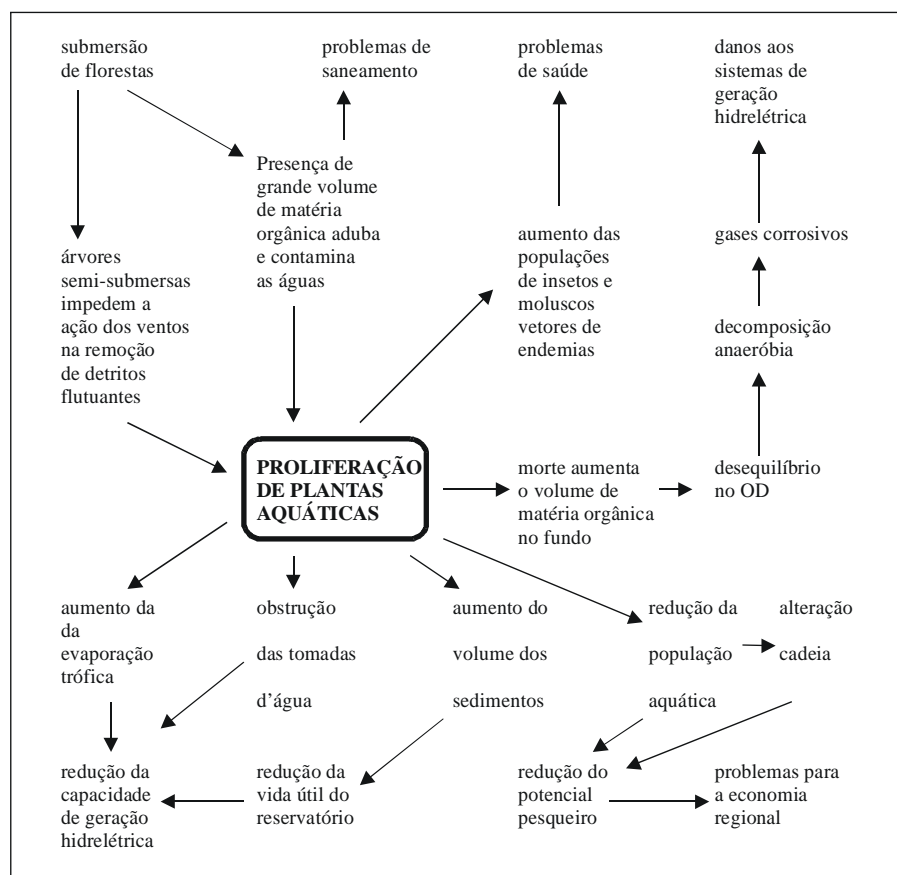 submersão
de florestas
problemas de
saneamento
problemas
de saúde
danos aos
sistemas de
geração
hidrelétrica
Presença de
grande volume
de matéria
orgânica aduba
e contamina
as águas
árvores
semi-submersas
impedem a
ação dos ventos
na remoção
de detritos
flutuantes
aumento das
populações
de insetos e
moluscos
vetores de
endemias
gases corrosivos
decomposição
anaeróbia
PROLIFERAÇÃO
DE PLANTAS
AQUÁTICAS
morte aumenta
o volume de
matéria orgânica
no fundo
desequilíbrio
no OD
aumento da
da
evaporação
trófica
obstrução
das tomadas
d’água
aumento do
volume dos
sedimentos
redução da
população
aquática
alteração
cadeia
redução da
capacidade
de geração
hidrelétrica
redução da
vida útil do
reservatório
redução do
potencial
pesqueiro
problemas para
a economia
regional